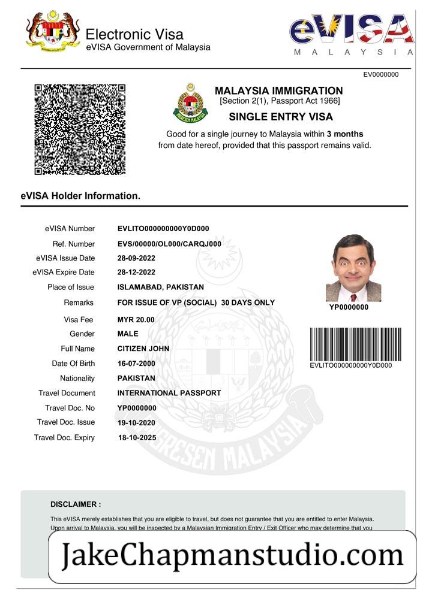 Electronic Visa
eVISA Government of Malaysia
eVISA
MALAYSIA
EV0000000
MALAYSIA IMMIGRATION
[Section 2(1), Passport Act 1966]
SINGLE ENTRY VISA
Good for a single journey to Malaysia within 3 months
from date hereof, provided that this passport remains valid.
eVISA Holder Information.
eVISA Number EVLITO000000000Y0D000
Ref. Number EVS/00000/OL000/CARQJ000
eVISA Issue Date 28-09-2022
eVISA Expire Date 28-12-2022
Place of Issue ISLAMABAD, PAKISTAN
Remarks FOR ISSUE OF VP (SOCIAL) 30 DAYS ONLY
Visa Fee MYR 20.00
Gender MALE
Full Name CITIZEN JOHN
Date Of Birth 16-07-2000
Nationality PAKISTAN
Travel Document INTERNATIONAL PASSPORT
Travel Doc. No YP0000000
Travel Doc. Issue 19-10-2020
Travel Doc. Expiry 18-10-2025
YP0000000
EVLITO000000000Y0D000
RESEN MALAYSIA
DISCLAIMER :
This eVISA merely establishes that you are eligible to travel, but does not guarantee that you are entitled to enter Malaysia.
Upon arrival to Malaysia, you will be inspected by a Malaysian Immigration Entry / Exit Officer who may determine that you
JakeChapmanstudio.com